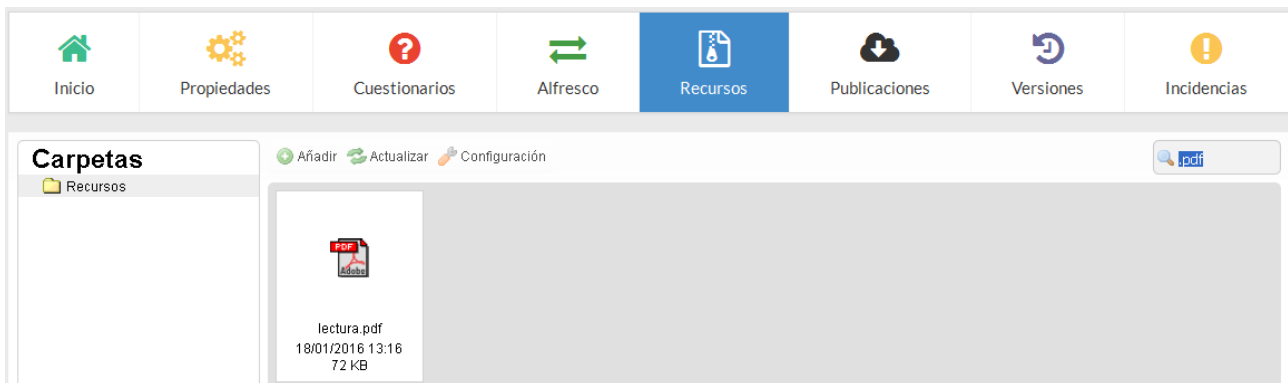 Inicio
Propiedades
Cuestionarios
Alfresco
Recursos
Publicaciones
Versiones
Incidencias
Carpetas
Recursos
Añadir Actualizar Configuración
.pdf
PDF
Adobe
lectura.pdf
18/01/2016 13:16
72 KB